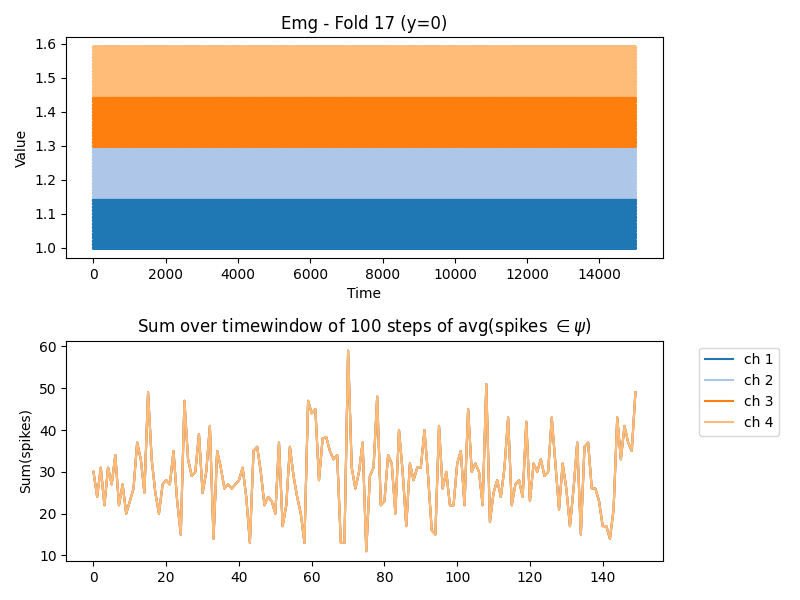 Emg - Fold 17 (y=0)
Value
1.6
1.5
1.4
1.3
1.2
1.1
1.0
0 2000 4000 6000 8000 10000 12000 14000
Time
Sum over timewindow of 100 steps of avg(spikes ∈ ψ)
Sum(spikes)
60
50
40
30
20
10
0 20 40 60 80 100 120 140
ch 1
ch 2
ch 3
ch 4